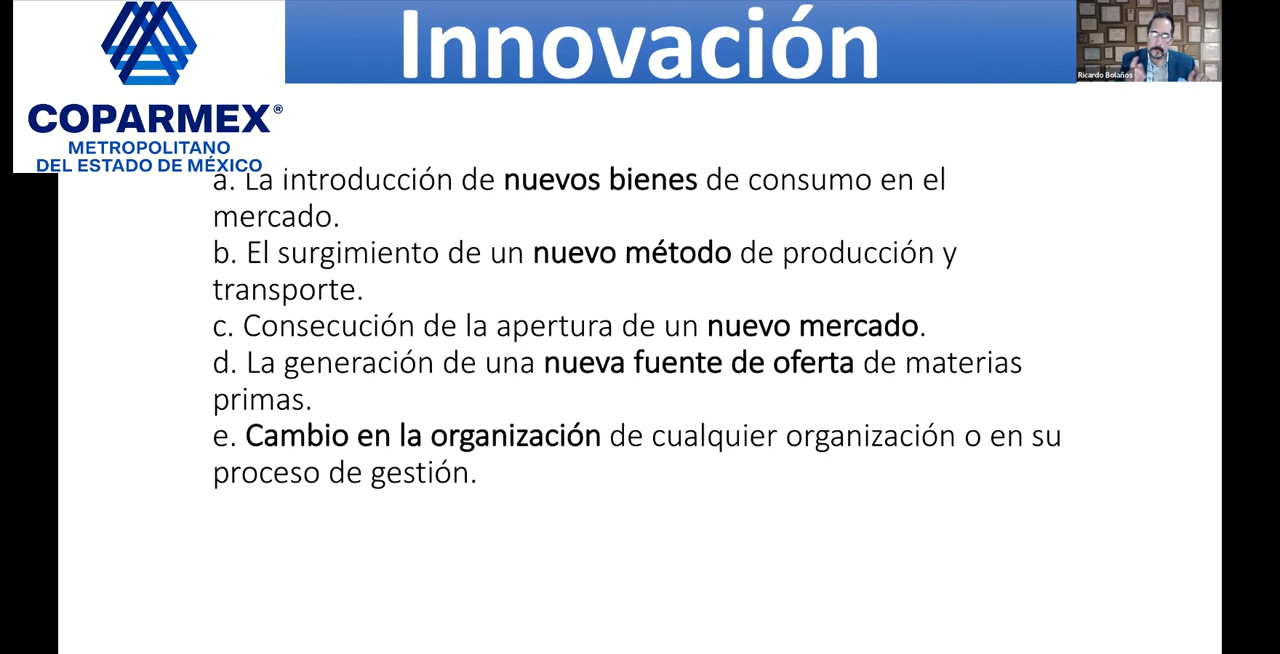 Innovación
Ricardo Bolaños
COPARMEX®
METROPOLITANO
DEL ESTADO DE MÉXICO
a. La introducción de nuevos bienes de consumo en el
mercado.
b. El surgimiento de un nuevo método de producción y
transporte.
c. Consecución de la apertura de un nuevo mercado.
d. La generación de una nueva fuente de oferta de materias
primas.
e. Cambio en la organización de cualquier organización o en su
proceso de gestión.